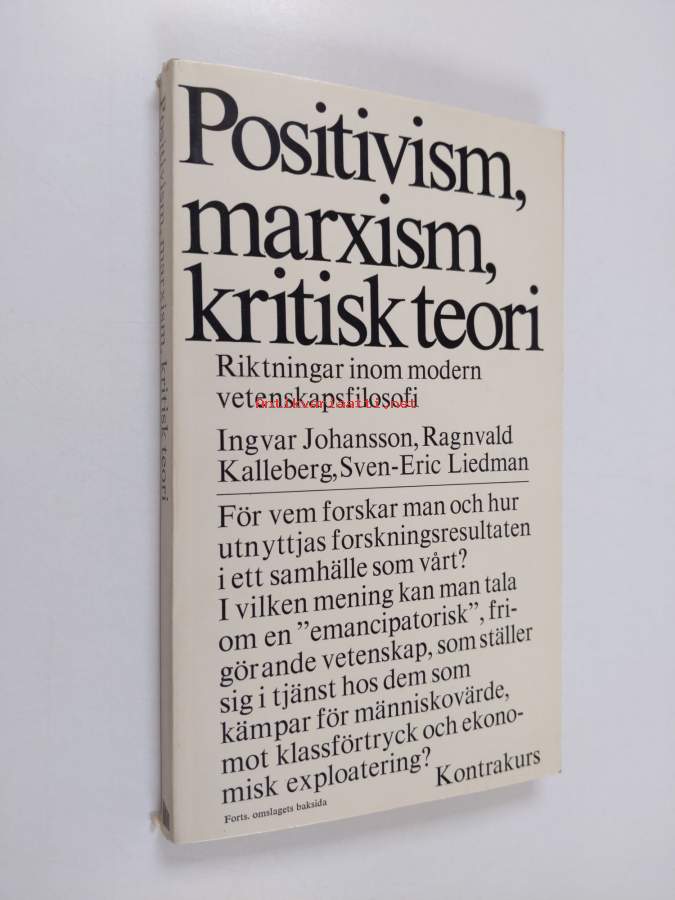 Positivism,
marxism,
kritisk teori
Riktningar inom modern
vetenskapsfilosofi
antikvariaatti.net
Ingvar Johansson, Ragnvald
Kalleberg, Sven-Eric Liedman
För vem forskar man och hur
utnyttjas forskningsresultaten
i ett samhälle som vårt?
I vilken mening kan man tala
om en ”emancipatorisk”, fri-
görande vetenskap, som ställer
sig i tjänst hos dem som
kämpar för människovärde,
mot klassförtryck och ekono-
misk exploatering?
Kontrakurs
Forts. omslagets baksida
Positivism, marxism, kritisk teori